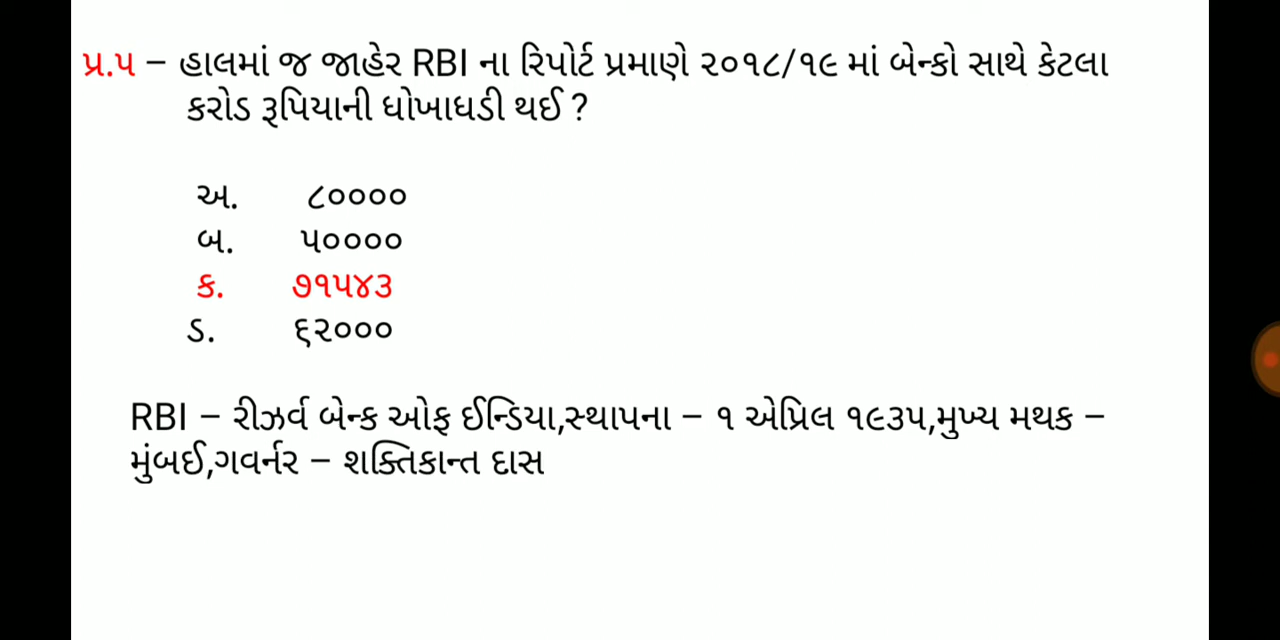 પ્ર.૫ – હાલમાં જ જાહેર RBI ના રિપોર્ટ પ્રમાણે ૨૦૧૮/૧૯ માં બેન્કો સાથે કેટલા
કરોડ રૂપિયાની ધોખાધડી થઈ ?
અ. ૮૦૦૦૦
બ. ૫૦૦૦૦
ક. ૭૧૫૪૩
ડ. ૬૨૦૦૦
RBI – રીઝર્વ બેન્ક ઓફ ઈન્ડિયા,સ્થાપના – ૧ એપ્રિલ ૧૯૩૫,મુખ્ય મથક –
મુંબઈ,ગવર્નર – શક્તિકાન્ત દાસ